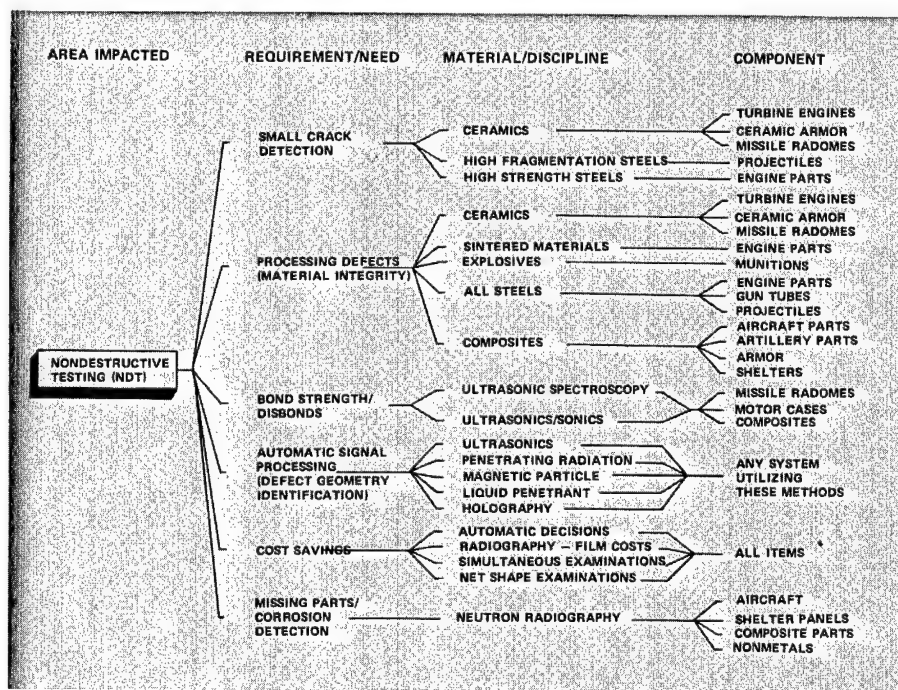 AREA IMPACTED REQUIREMENT/NEED MATERIAL/DISCIPLINE COMPONENT
SMALL CRACK
DETECTION
CERAMICS
TURBINE ENGINES
CERAMIC ARMOR
MISSILE RADOMES
HIGH FRAGMENTATION STEELS
PROJECTILES
HIGH STRENGTH STEELS
ENGINE PARTS
PROCESSING DEFECTS
(MATERIAL INTEGRITY)
CERAMICS
TURBINE ENGINES
CERAMIC ARMOR
MISSILE RADOMES
SINTERED MATERIALS
ENGINE PARTS
EXPLOSIVES
MUNITIONS
ALL STEELS
ENGINE PARTS
GUN TUBES
PROJECTILES
COMPOSITES
AIRCRAFT PARTS
ARTILLERY PARTS
ARMOR
SHELTERS
NONDESTRUCTIVE
TESTING (NDT)
BOND STRENGTH/
DISBONDS
ULTRASONIC SPECTROSCOPY
ULTRASONICS/SONICS
MISSILE RADOMES
MOTOR CASES
COMPOSITES
AUTOMATIC SIGNAL
PROCESSING
(DEFECT GEOMETRY
IDENTIFICATION)
ULTRASONICS
PENETRATING RADIATION
MAGNETIC PARTICLE
LIQUID PENETRANT
HOLOGRAPHY
ANY SYSTEM
UTILIZING
THESE METHODS
COST SAVINGS
AUTOMATIC DECISIONS
RADIOGRAPHY – FILM COSTS
SIMULTANEOUS EXAMINATIONS
NET SHAPE EXAMINATIONS
ALL ITEMS
MISSING PARTS/
CORROSION
DETECTION
NEUTRON RADIOGRAPHY
AIRCRAFT
SHELTER PANELS
COMPOSITE PARTS
NONMETALS